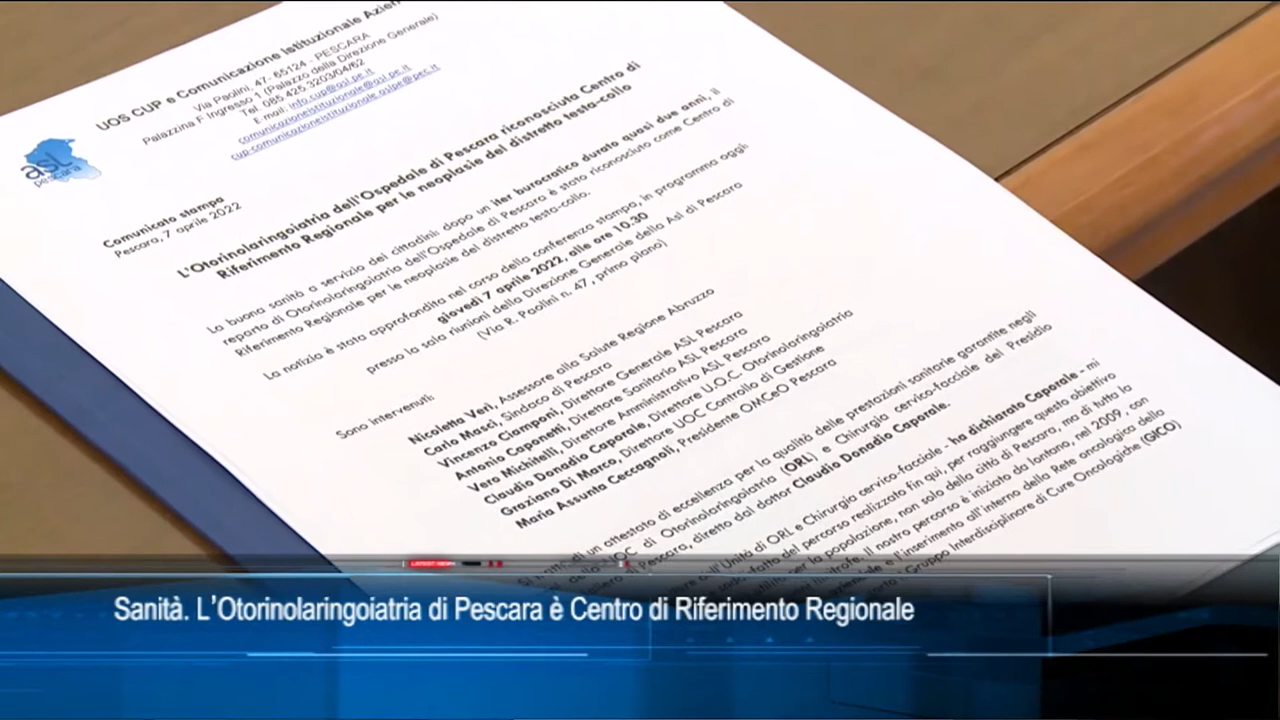 UOS CUP e Comunicazione istituzionale
Via Paolini, 47- 65124 - PESCARA
Palazzina F Ingresso 1 (Palazzo della Direzione Generale)
Tel. 085 425 3203/04/62
E-mail: info.cup@asl.pe.it
comunicazioneistituzionale@asl.pe.it
cup-comunicazioneistituzionale.aslpe@pec.it
asl
pescara
Comunicato stampa
Pescara, 7 aprile 2022
L'Otorinolaringoiatria dell'Ospedale di Pescara riconosciuta Centro di
Riferimento Regionale per le neoplasie del distretto testa-collo
La buona sanità a servizio dei cittadini: dopo un iter burocratico durato quasi due anni, il
reparto di Otorinolaringoiatria dell'Ospedale di Pescara è stato riconosciuto come Centro di
Riferimento Regionale per le neoplasie del distretto testa-collo.
La notizia è stata approfondita nel corso della conferenza stampa, in programma oggi:
giovedì 7 aprile 2022, alle ore 10.30
presso la sala riunioni della Direzione Generale della Asl di Pescara
(Via R. Paolini n. 47, primo piano)
Sono intervenuti:
Nicoletta Verì, Assessore alla Salute Regione Abruzzo
Carlo Masci, Sindaco di Pescara
Vincenzo Ciamponi, Direttore Generale ASL Pescara
Antonio Caponetti, Direttore Sanitario ASL Pescara
Vero Michitelli, Direttore Amministrativo ASL Pescara
Claudio Donadio Caporale, Direttore U.O.C. Otorinolaringoiatria
Graziano Di Marco, Direttore UOC Controllo di Gestione
Maria Assunta Ceccagnoli, Presidente OMCeO Pescara
di un attestato di eccellenza per la qualità delle prestazioni sanitarie garantite negli
della UOC di Otorinolaringoiatria (ORL) e Chirurgia cervico-facciale del Presidio
di Pescara, diretto dal dottor Claudio Donadio Caporale.
dell'Unità di ORL e Chirurgia cervico-facciale - ha dichiarato Caporale - mi
del percorso realizzato fin qui, per raggiungere questo obiettivo
per la popolazione, non solo della città di Pescara, ma di tutta la
Il nostro percorso è iniziato da lontano, nel 2009, con
e l'inserimento all'interno della Rete oncologica della
Gruppo Interdisciplinare di Cure Oncologiche (GICO)
LATEST NEWS
Sanità. L'Otorinolaringoiatria di Pescara è Centro di Riferimento Regionale